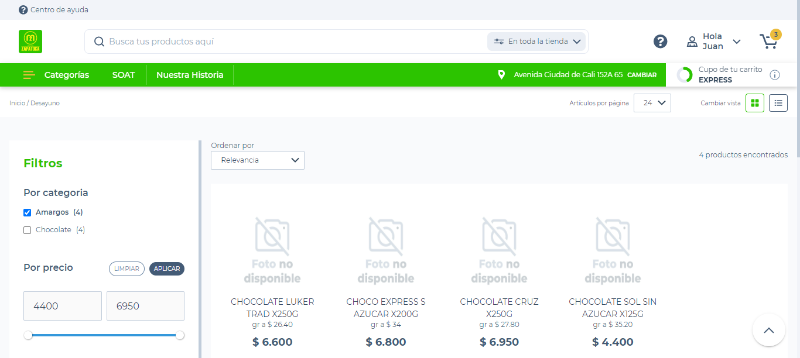 Centro de ayuda
Busca tus productos aquí
En toda la tienda
Hola
Juan
3
Categorías
SOAT
Nuestra Historia
Avenida Ciudad de Cali 152A 65 CAMBIAR
Cupo de tu carrito
EXPRESS
Inicio / Desayuno
Artículos por página
24
Cambiar vista
Filtros
Por categoría
Amargos (4)
Chocolate (4)
Por precio
LIMPIAR
APLICAR
4400
6950
Ordenar por
Relevancia
4 productos encontrados
Foto no
disponible
CHOCOLATE LUKER
TRAD X250G
gr a $ 26.40
$ 6.600
Foto no
disponible
CHOCO EXPRESS S
AZUCAR X200G
gr a $ 34
$ 6.800
Foto no
disponible
CHOCOLATE CRUZ
X250G
gr a $ 27.80
$ 6.950
Foto no
disponible
CHOCOLATE SOL SIN
AZUCAR X125G
gr a $ 35.20
$ 4.400